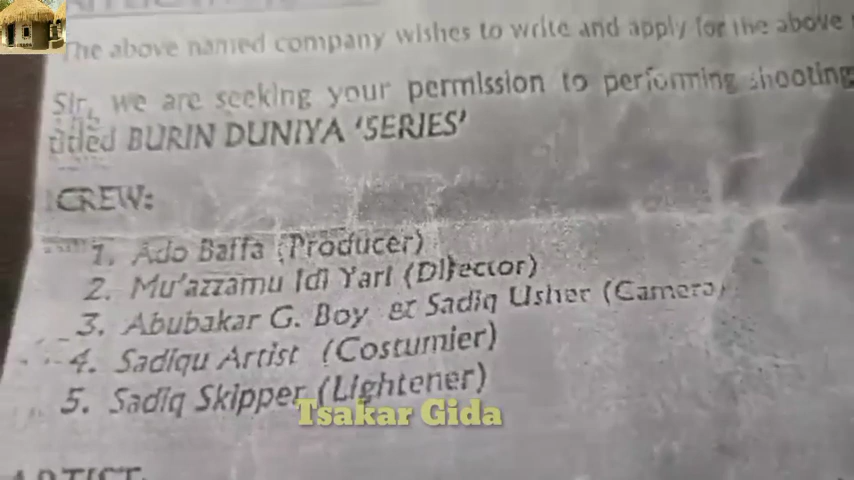 The above named company wishes to write and apply for the above
Sir, we are seeking your permission to performing shooting
titled BURIN DUNIYA 'SERIES'
CREW:
1. Ado Baffa (Producer)
2. Mu'azzamu Idi Yari (Director)
3. Abubakar G. Boy & Sadiq Usher (Camera)
4. Sadiqu Artist (Costumier)
5. Sadiq Skipper (Lightener)
Tsakar Gida
ARTIST